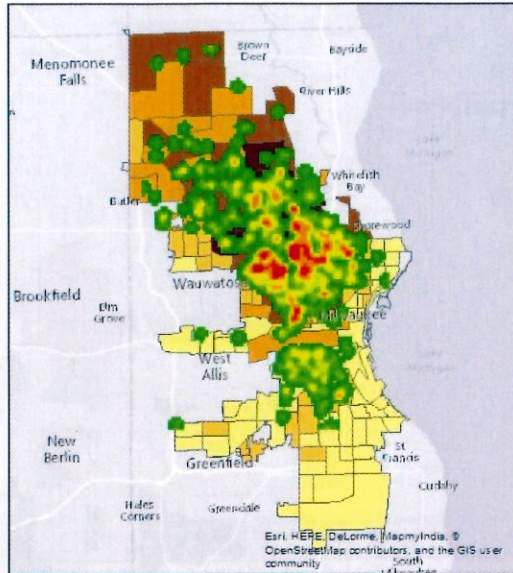 Brown
Deer
Bayside
Menomonee
Falls
River Hills
Whitefish
Bay
Butler
Shorewood
Wauwatosa
Brookfield
Elm
Grove
Milwaukee
West
Allis
New
Berlin
St
Francis
Greenfield
Cudahy
Hales
Corners
Greendale
Esri, HERE, DeLorme, MapmyIndia, ©
OpenStreetMap contributors, and the GIS user
community
South
Milwaukee